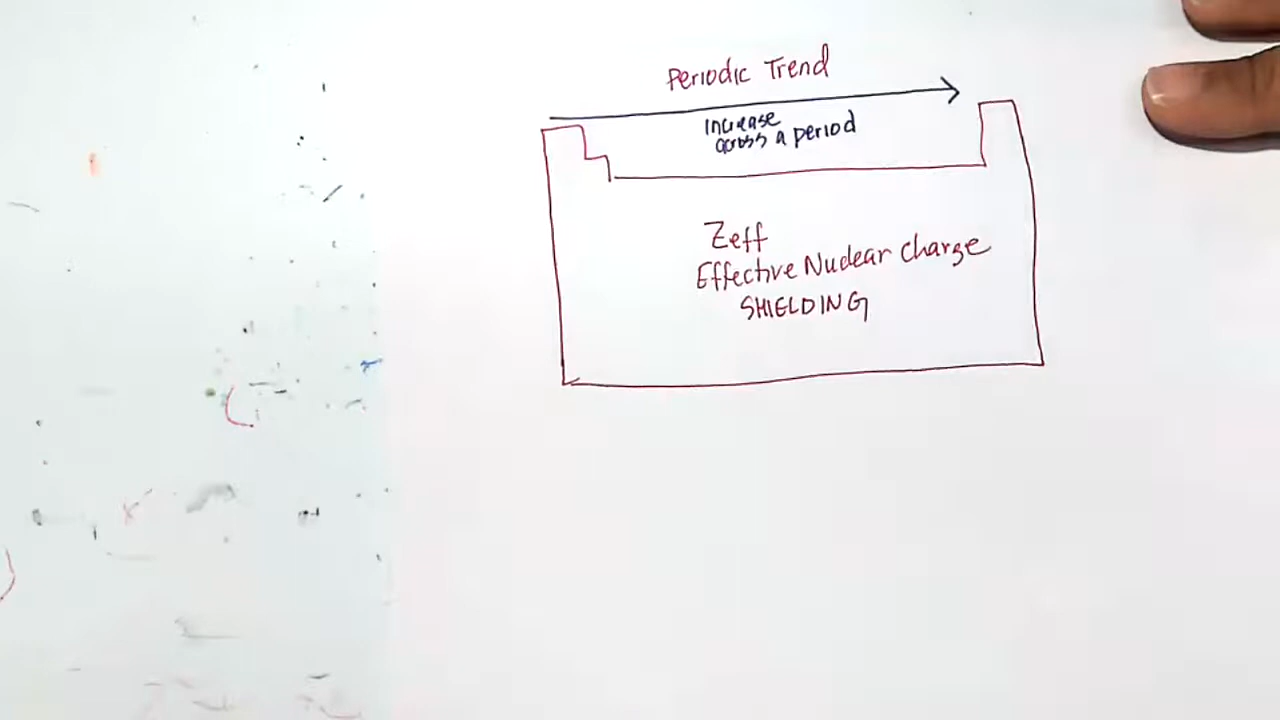 Periodic Trend
Increase
across a period
Zeff
Effective Nuclear Charge
SHIELDING